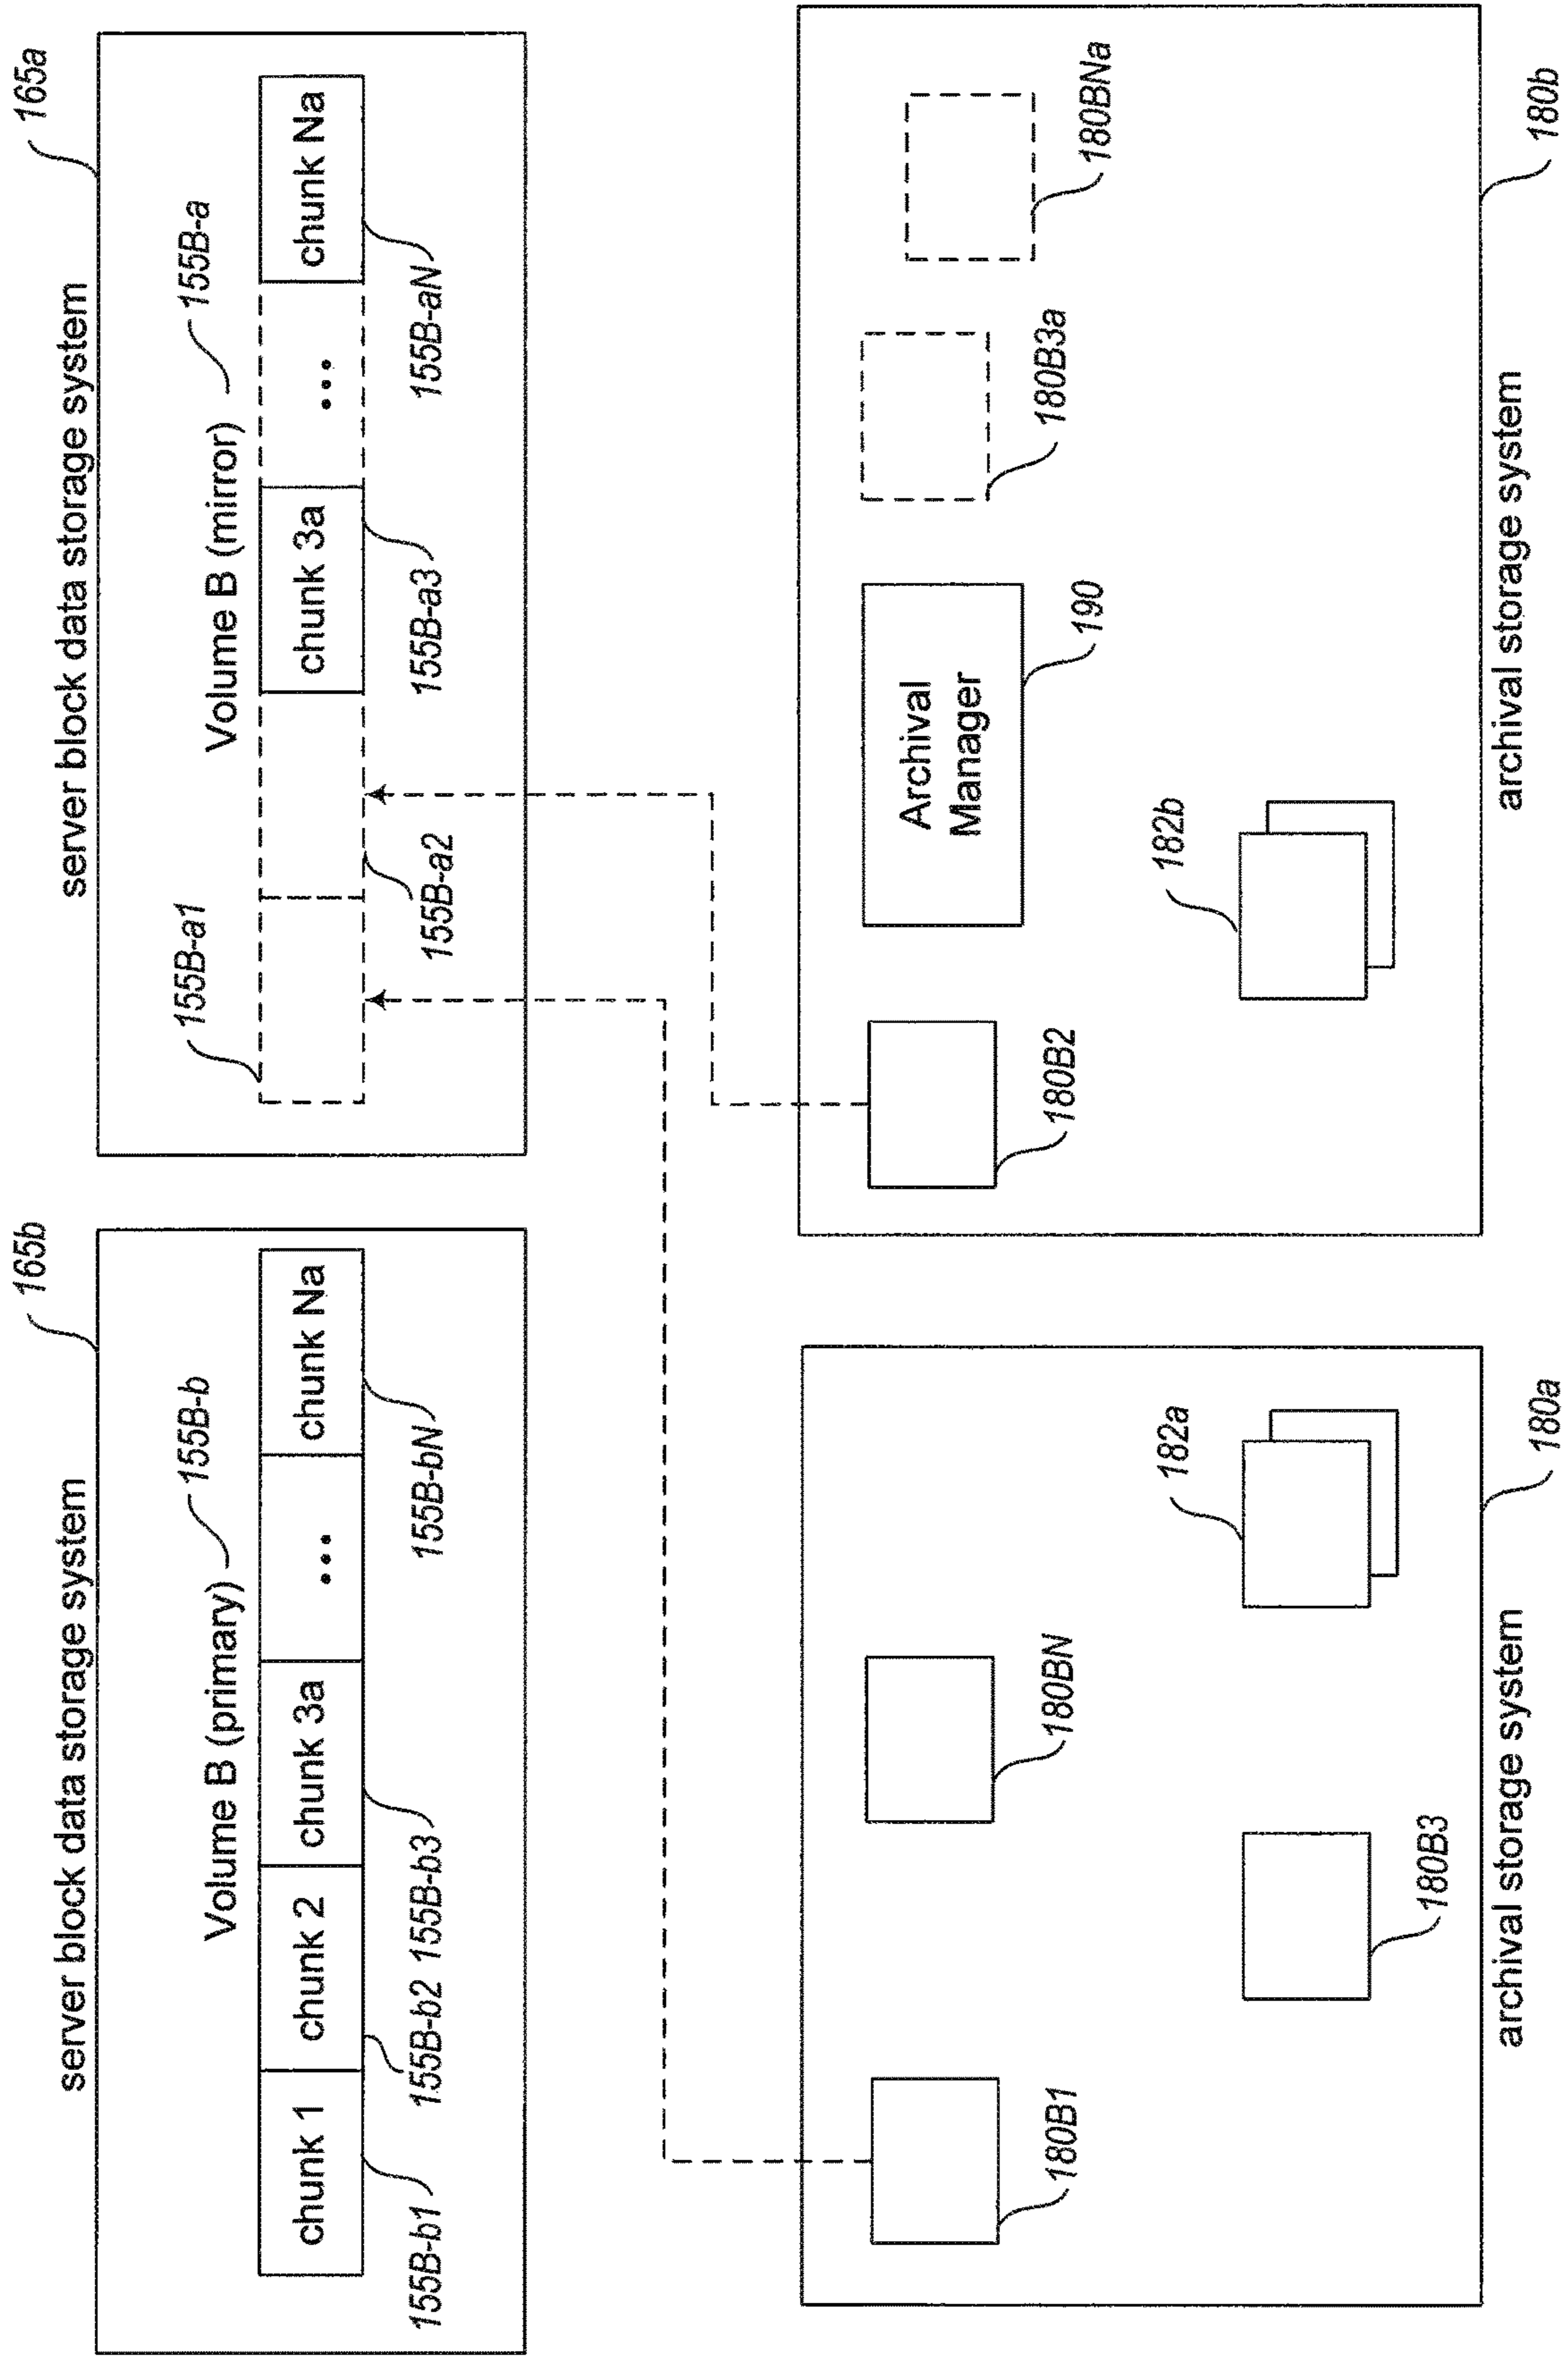 server block data storage system
165b
Volume B (primary)
155B-b
chunk 1
chunk 2
chunk 3a
...
chunk Na
155B-b1
155B-b2
155B-b3
155B-bN
server block data storage system
165a
155B-a1
Volume B (mirror)
155B-a
chunk 3a
...
chunk Na
155B-a2
155B-a3
155B-aN
180B1
180BN
180B3
182a
180a
archival storage system
180B2
Archival
Manager
190
180B3a
180BNa
182b
180b
archival storage system